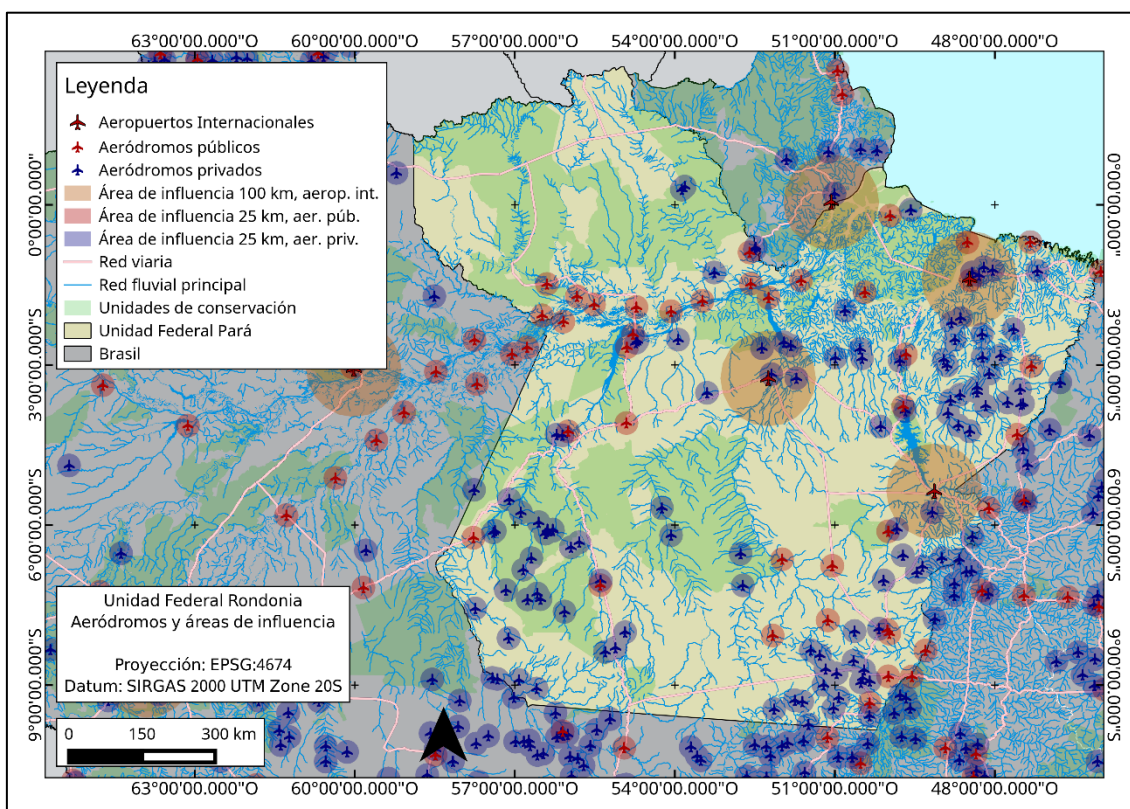 63°00'00.000"O 60°00'00.000"O 57°00'00.000"O 54°00'00.000"O 51°00'00.000"O 48°00'00.000"O
Leyenda
Aeropuertos Internacionales
Aeródromos públicos
Aeródromos privados
Área de influencia 100 km, aerop. int.
Área de influencia 25 km, aer. púb.
Área de influencia 25 km, aer. priv.
Red viaria
Red fluvial principal
Unidades de conservación
Unidad Federal Pará
Brasil
0°00'00.000"
3°00'00.000"S
6°00'00.000"S
9°00'00.000"S
0°00'00.000"
3°00'00.000"S
6°00'00.000"S
9°00'00.000"S
Unidad Federal Rondonia
Aeródromos y áreas de influencia
Proyección: EPSG:4674
Datum: SIRGAS 2000 UTM Zone 20S
0 150 300 km
63°00'00.000"O 60°00'00.000"O 57°00'00.000"O 54°00'00.000"O 51°00'00.000"O 48°00'00.000"O